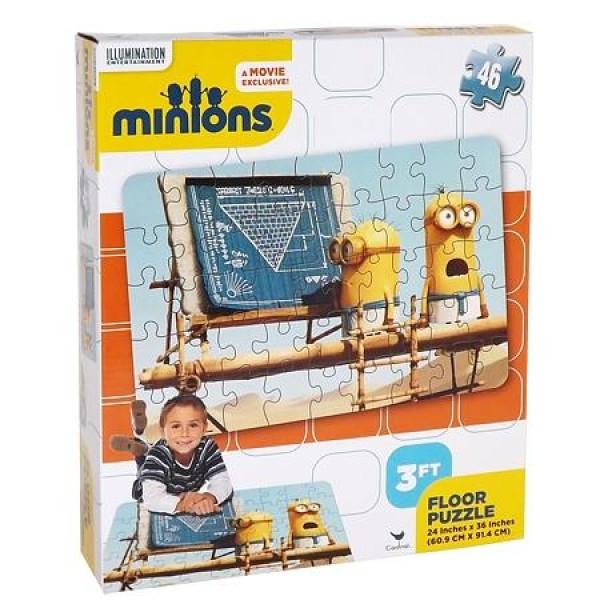 ILLUMINATION
ENTERTAINMENT
minions
A MOVIE
EXCLUSIVE!
46
3FT
FLOOR
PUZZLE
24 Inches x 36 Inches
(60.9 CM X 91.4 CM)
Cardinal